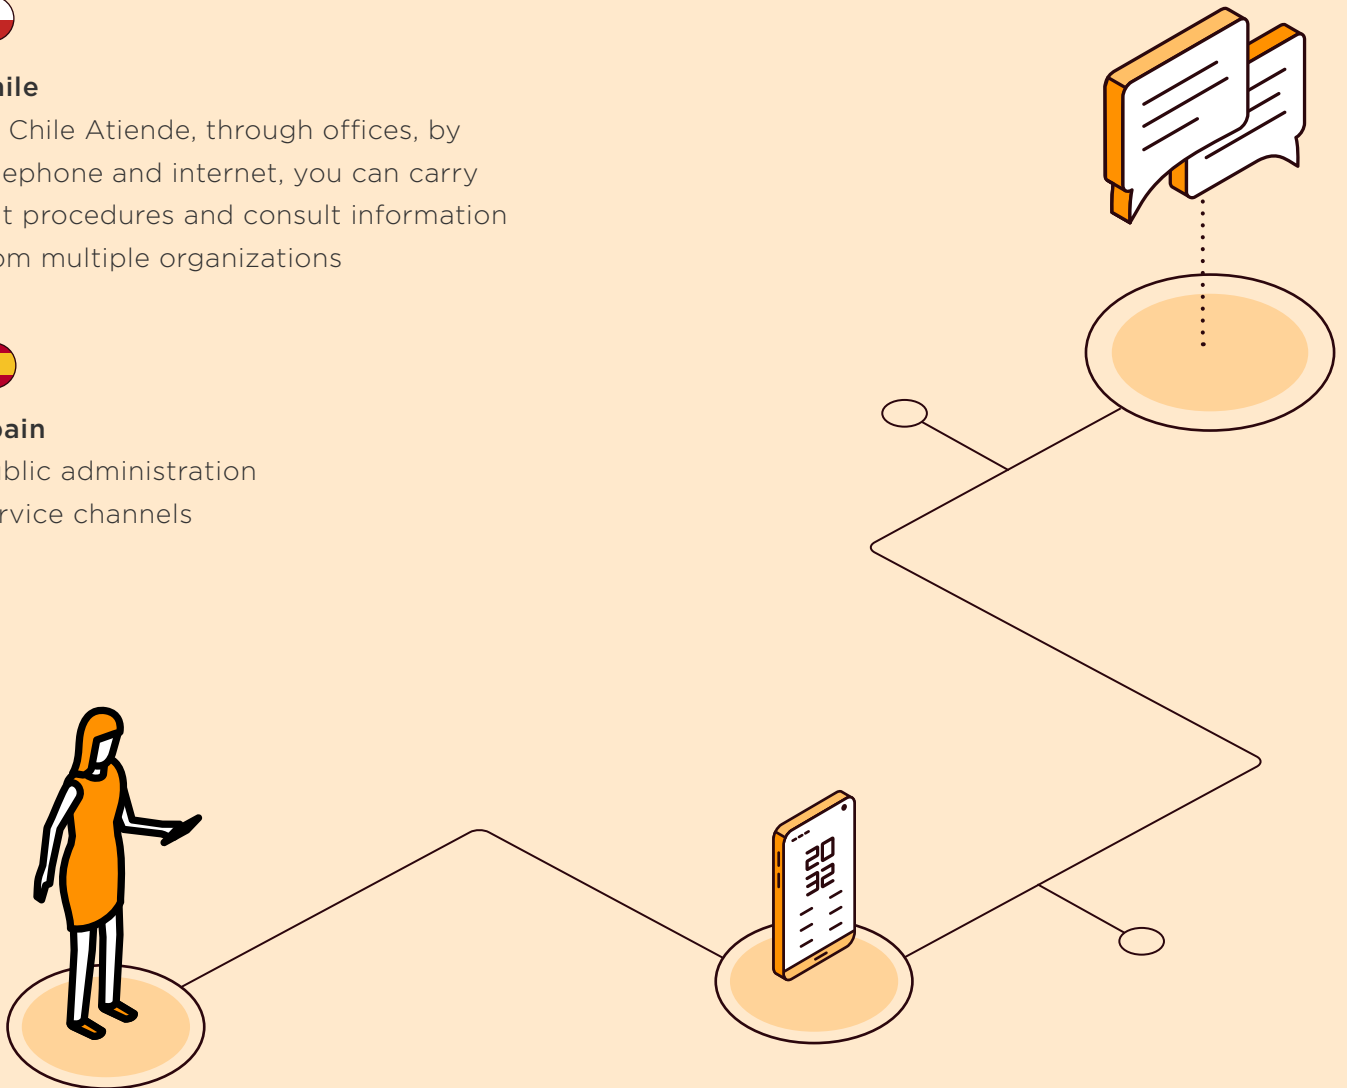 ile
Chile Atiende, through offices, by
ephone and internet, you can carry
t procedures and consult information
om multiple organizations
ain
blic administration
rvice channels
20
32